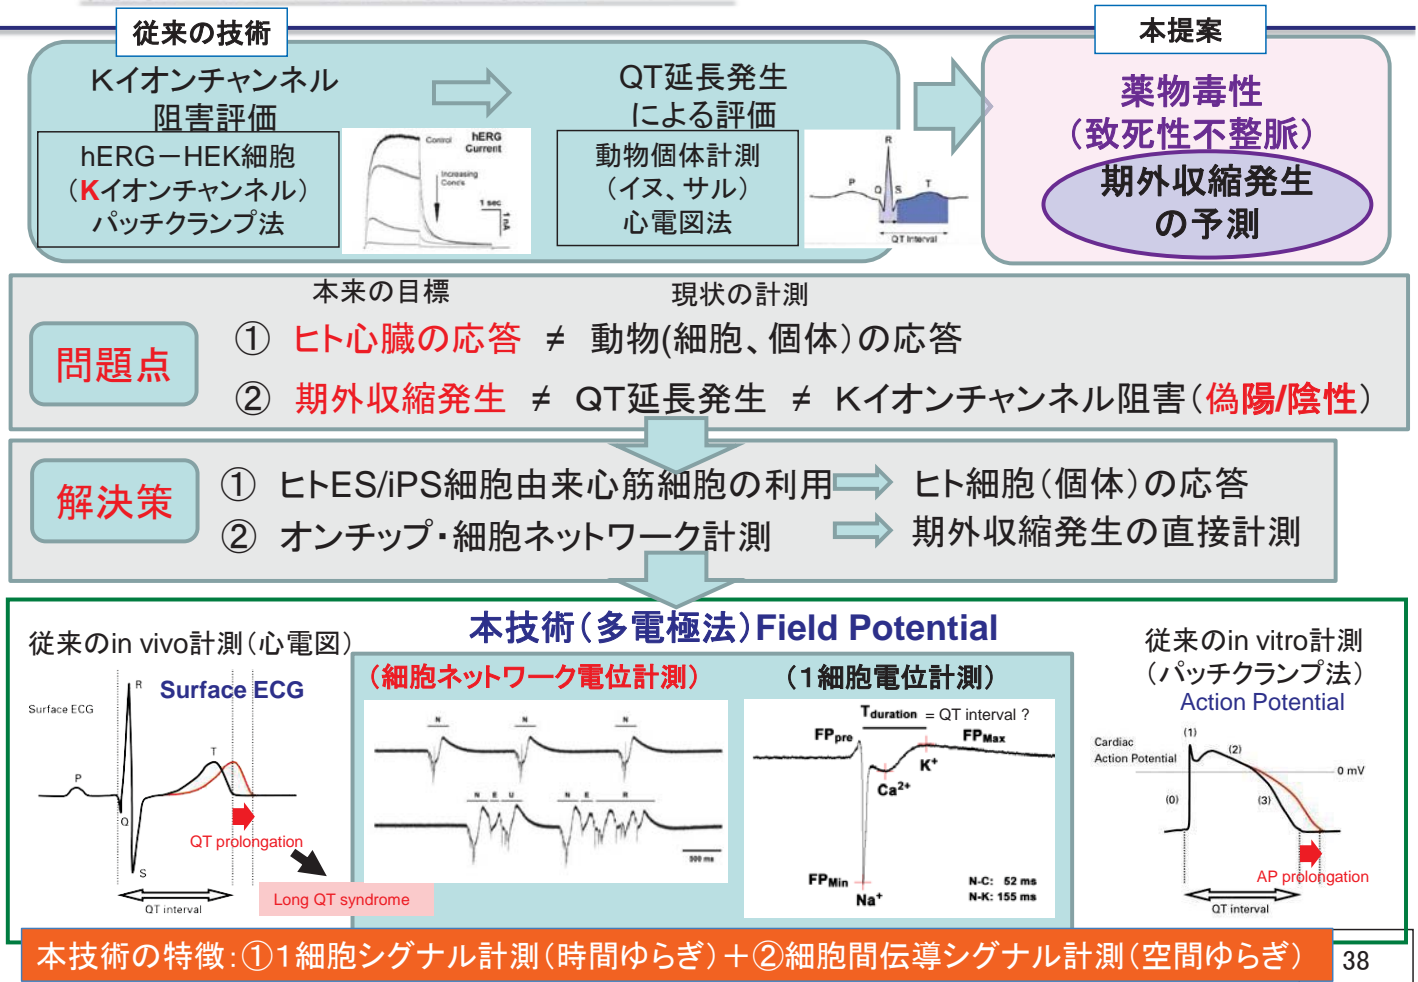 従来の技術
本提案
Kイオンチャンネル
阻害評価
hERG－HEK細胞
（Kイオンチャンネル）
パッチクランプ法
hERG
Current
Control
Increasing
Conc's
1 sec
1 nA
QT延長発生
による評価
動物個体計測
（イヌ、サル）
心電図法
R
P
Q
S
T
QT Interval
薬物毒性
（致死性不整脈）
期外収縮発生
の予測
本来の目標
現状の計測
問題点
① ヒト心臓の応答 ≠ 動物(細胞、個体）の応答
② 期外収縮発生 ≠ QT延長発生 ≠ Kイオンチャンネル阻害（偽陽/陰性）
解決策
① ヒトES/iPS細胞由来心筋細胞の利用 ヒト細胞（個体）の応答
② オンチップ・細胞ネットワーク計測 期外収縮発生の直接計測
本技術（多電極法）Field Potential
従来のin vivo計測（心電図）
Surface ECG
Surface ECG
R
P
T
Q
S
QT prolongation
QT interval
Long QT syndrome
（細胞ネットワーク電位計測）
N N N
N E U N E R
500 ms
（1細胞電位計測）
Tduration = QT interval ?
FPpre
FPMax
K+
Ca2+
FPMin
Na+
N-C: 52 ms
N-K: 155 ms
従来のin vitro計測
（パッチクランプ法）
Action Potential
Cardiac
Action Potential
(1)
(2)
0 mV
(0)
(3)
AP prolongation
QT interval
本技術の特徴：①1細胞シグナル計測（時間ゆらぎ）＋②細胞間伝導シグナル計測（空間ゆらぎ）
38